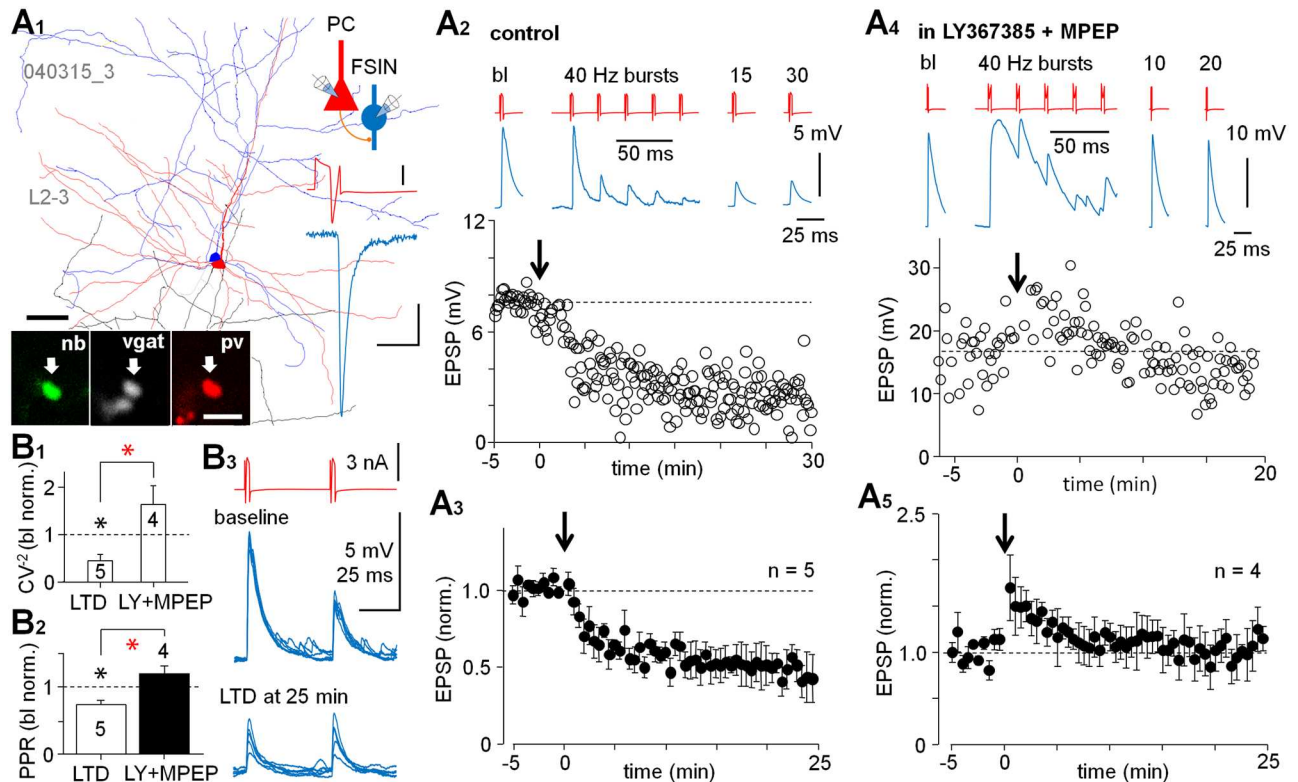 A1
040315_3
L2-3
PC
FSIN
nb
vgat
pv
A2 control
bl
40 Hz bursts
15
30
50 ms
5 mV
25 ms
EPSP (mV)
12
6
0
-5
0
30
time (min)
A4 in LY367385 + MPEP
bl
40 Hz bursts
10
20
50 ms
10 mV
25 ms
EPSP (mV)
40
30
20
10
0
-5
0
20
time (min)
B1
CV-2 (bl norm.)
2
1
0
*
*
5
4
LTD
LY+MPEP
B2
PPR (bl norm.)
1
0
*
*
5
4
LTD
LY+MPEP
B3
3 nA
baseline
5 mV
25 ms
LTD at 25 min
A3
n = 5
EPSP (norm.)
1.0
0.5
0
-5
0
25
time (min)
A5
n = 4
EPSP (norm.)
2.5
1.0
0
-5
0
25
time (min)